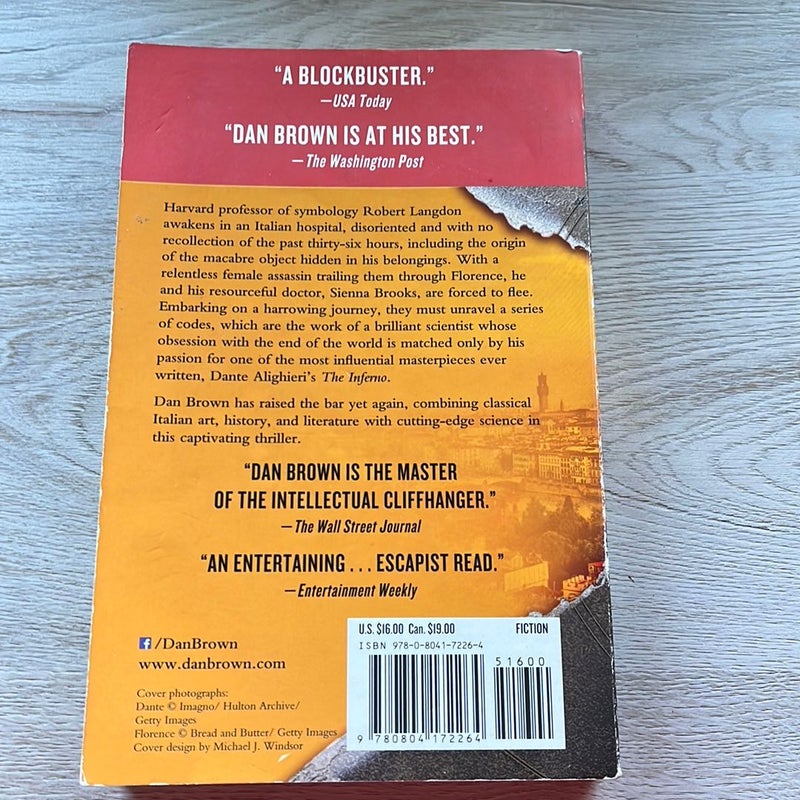 “A BLOCKBUSTER.”
—USA Today
“DAN BROWN IS AT HIS BEST.”
—The Washington Post
Harvard professor of symbology Robert Langdon
awakens in an Italian hospital, disoriented and with no
recollection of the past thirty-six hours, including the origin
of the macabre object hidden in his belongings. With a
relentless female assassin trailing them through Florence, he
and his resourceful doctor, Sienna Brooks, are forced to flee.
Embarking on a harrowing journey, they must unravel a series
of codes, which are the work of a brilliant scientist whose
obsession with the end of the world is matched only by his
passion for one of the most influential masterpieces ever
written, Dante Alighieri’s The Inferno.
Dan Brown has raised the bar yet again, combining classical
Italian art, history, and literature with cutting-edge science in
this captivating thriller.
“DAN BROWN IS THE MASTER
OF THE INTELLECTUAL CLIFFHANGER.”
—The Wall Street Journal
“AN ENTERTAINING . . . ESCAPIST READ.”
—Entertainment Weekly
f/DanBrown
www.danbrown.com
Cover photographs:
Dante © Imagno/ Hulton Archive/
Getty Images
Florence © Bread and Butter/ Getty Images
Cover design by Michael J. Windsor
U.S. $16.00 Can. $19.00 FICTION
ISBN 978-0-8041-7226-4
51600
9 780804 172264